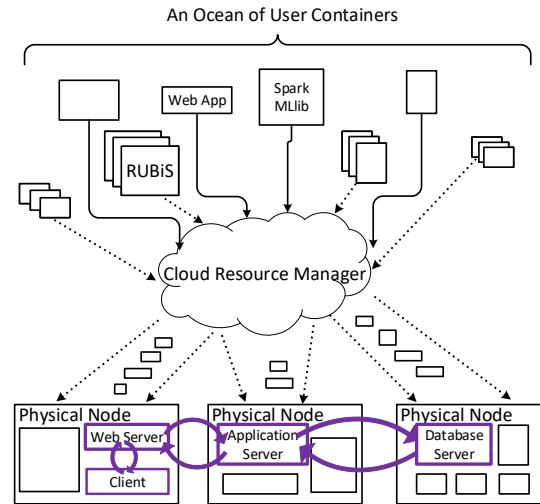 An Ocean of User Containers
Web App
Spark
MLlib
RUBiS
Cloud Resource Manager
Physical Node
Web Server
Client
Physical Node
Application
Server
Physical Node
Database
Server